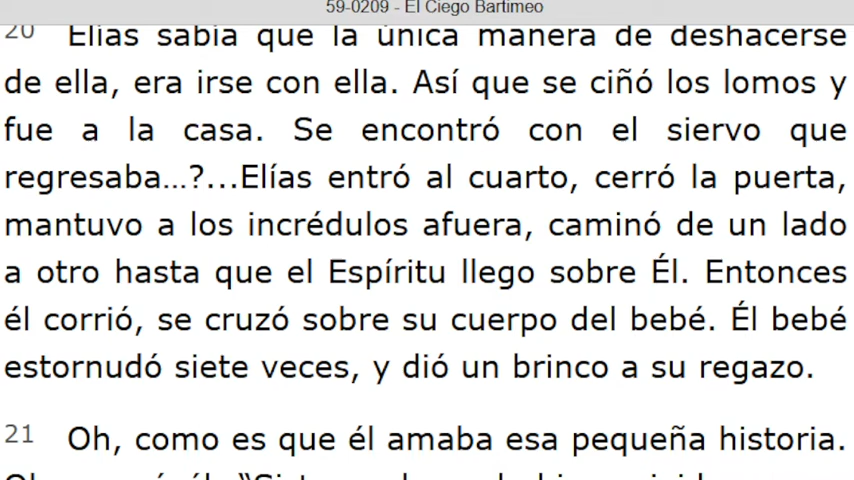 59-0209 - El Ciego Bartimeo
20 Elías sabía que la única manera de deshacerse
de ella, era irse con ella. Así que se ciñó los lomos y
fue a la casa. Se encontró con el siervo que
regresaba...?...Elías entró al cuarto, cerró la puerta,
mantuvo a los incrédulos afuera, caminó de un lado
a otro hasta que el Espíritu llego sobre Él. Entonces
él corrió, se cruzó sobre su cuerpo del bebé. Él bebé
estornudó siete veces, y dió un brinco a su regazo.
21 Oh, como es que él amaba esa pequeña historia.